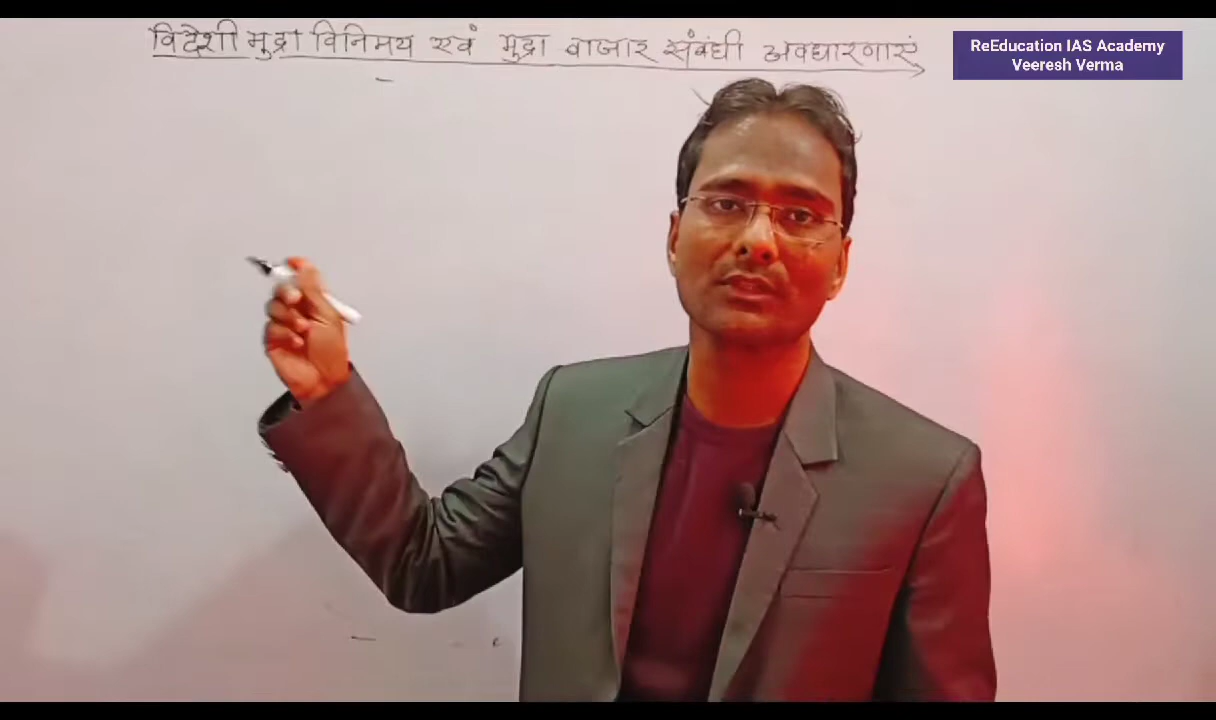 विदेशी मुद्रा विनिमय एवं मुद्रा बाजार संबंधी अवधारणाएं
ReEducation IAS Academy
Veeresh Verma